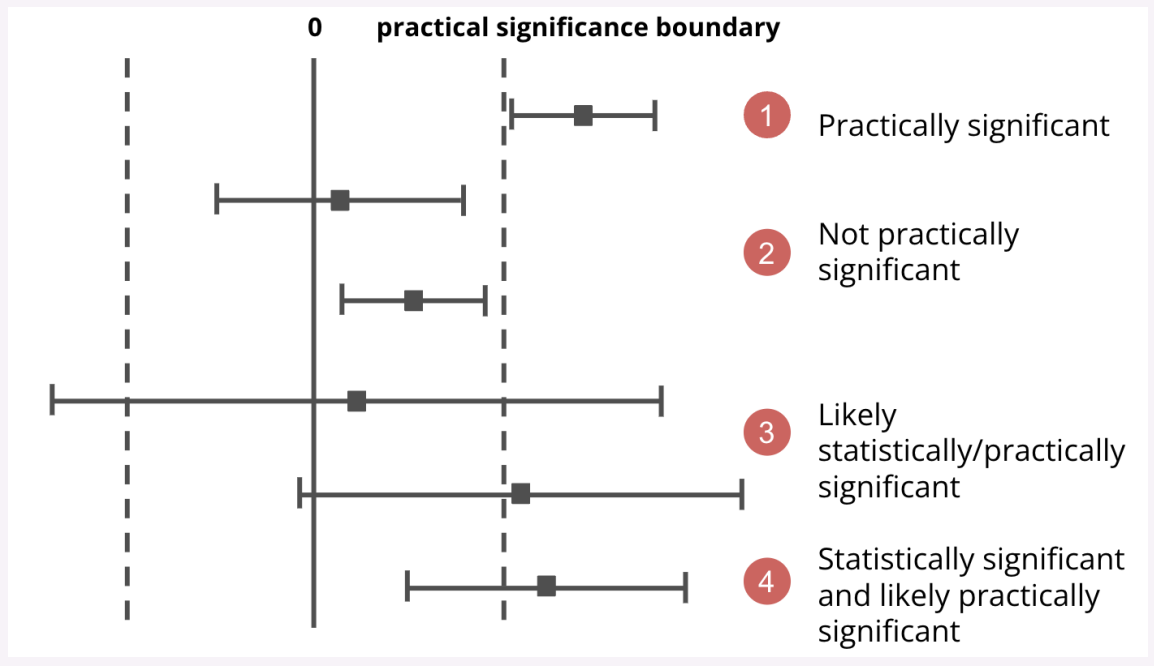 0 practical significance boundary
1 Practically significant
2 Not practically
significant
3 Likely
statistically/practically
significant
4 Statistically significant
and likely practically
significant